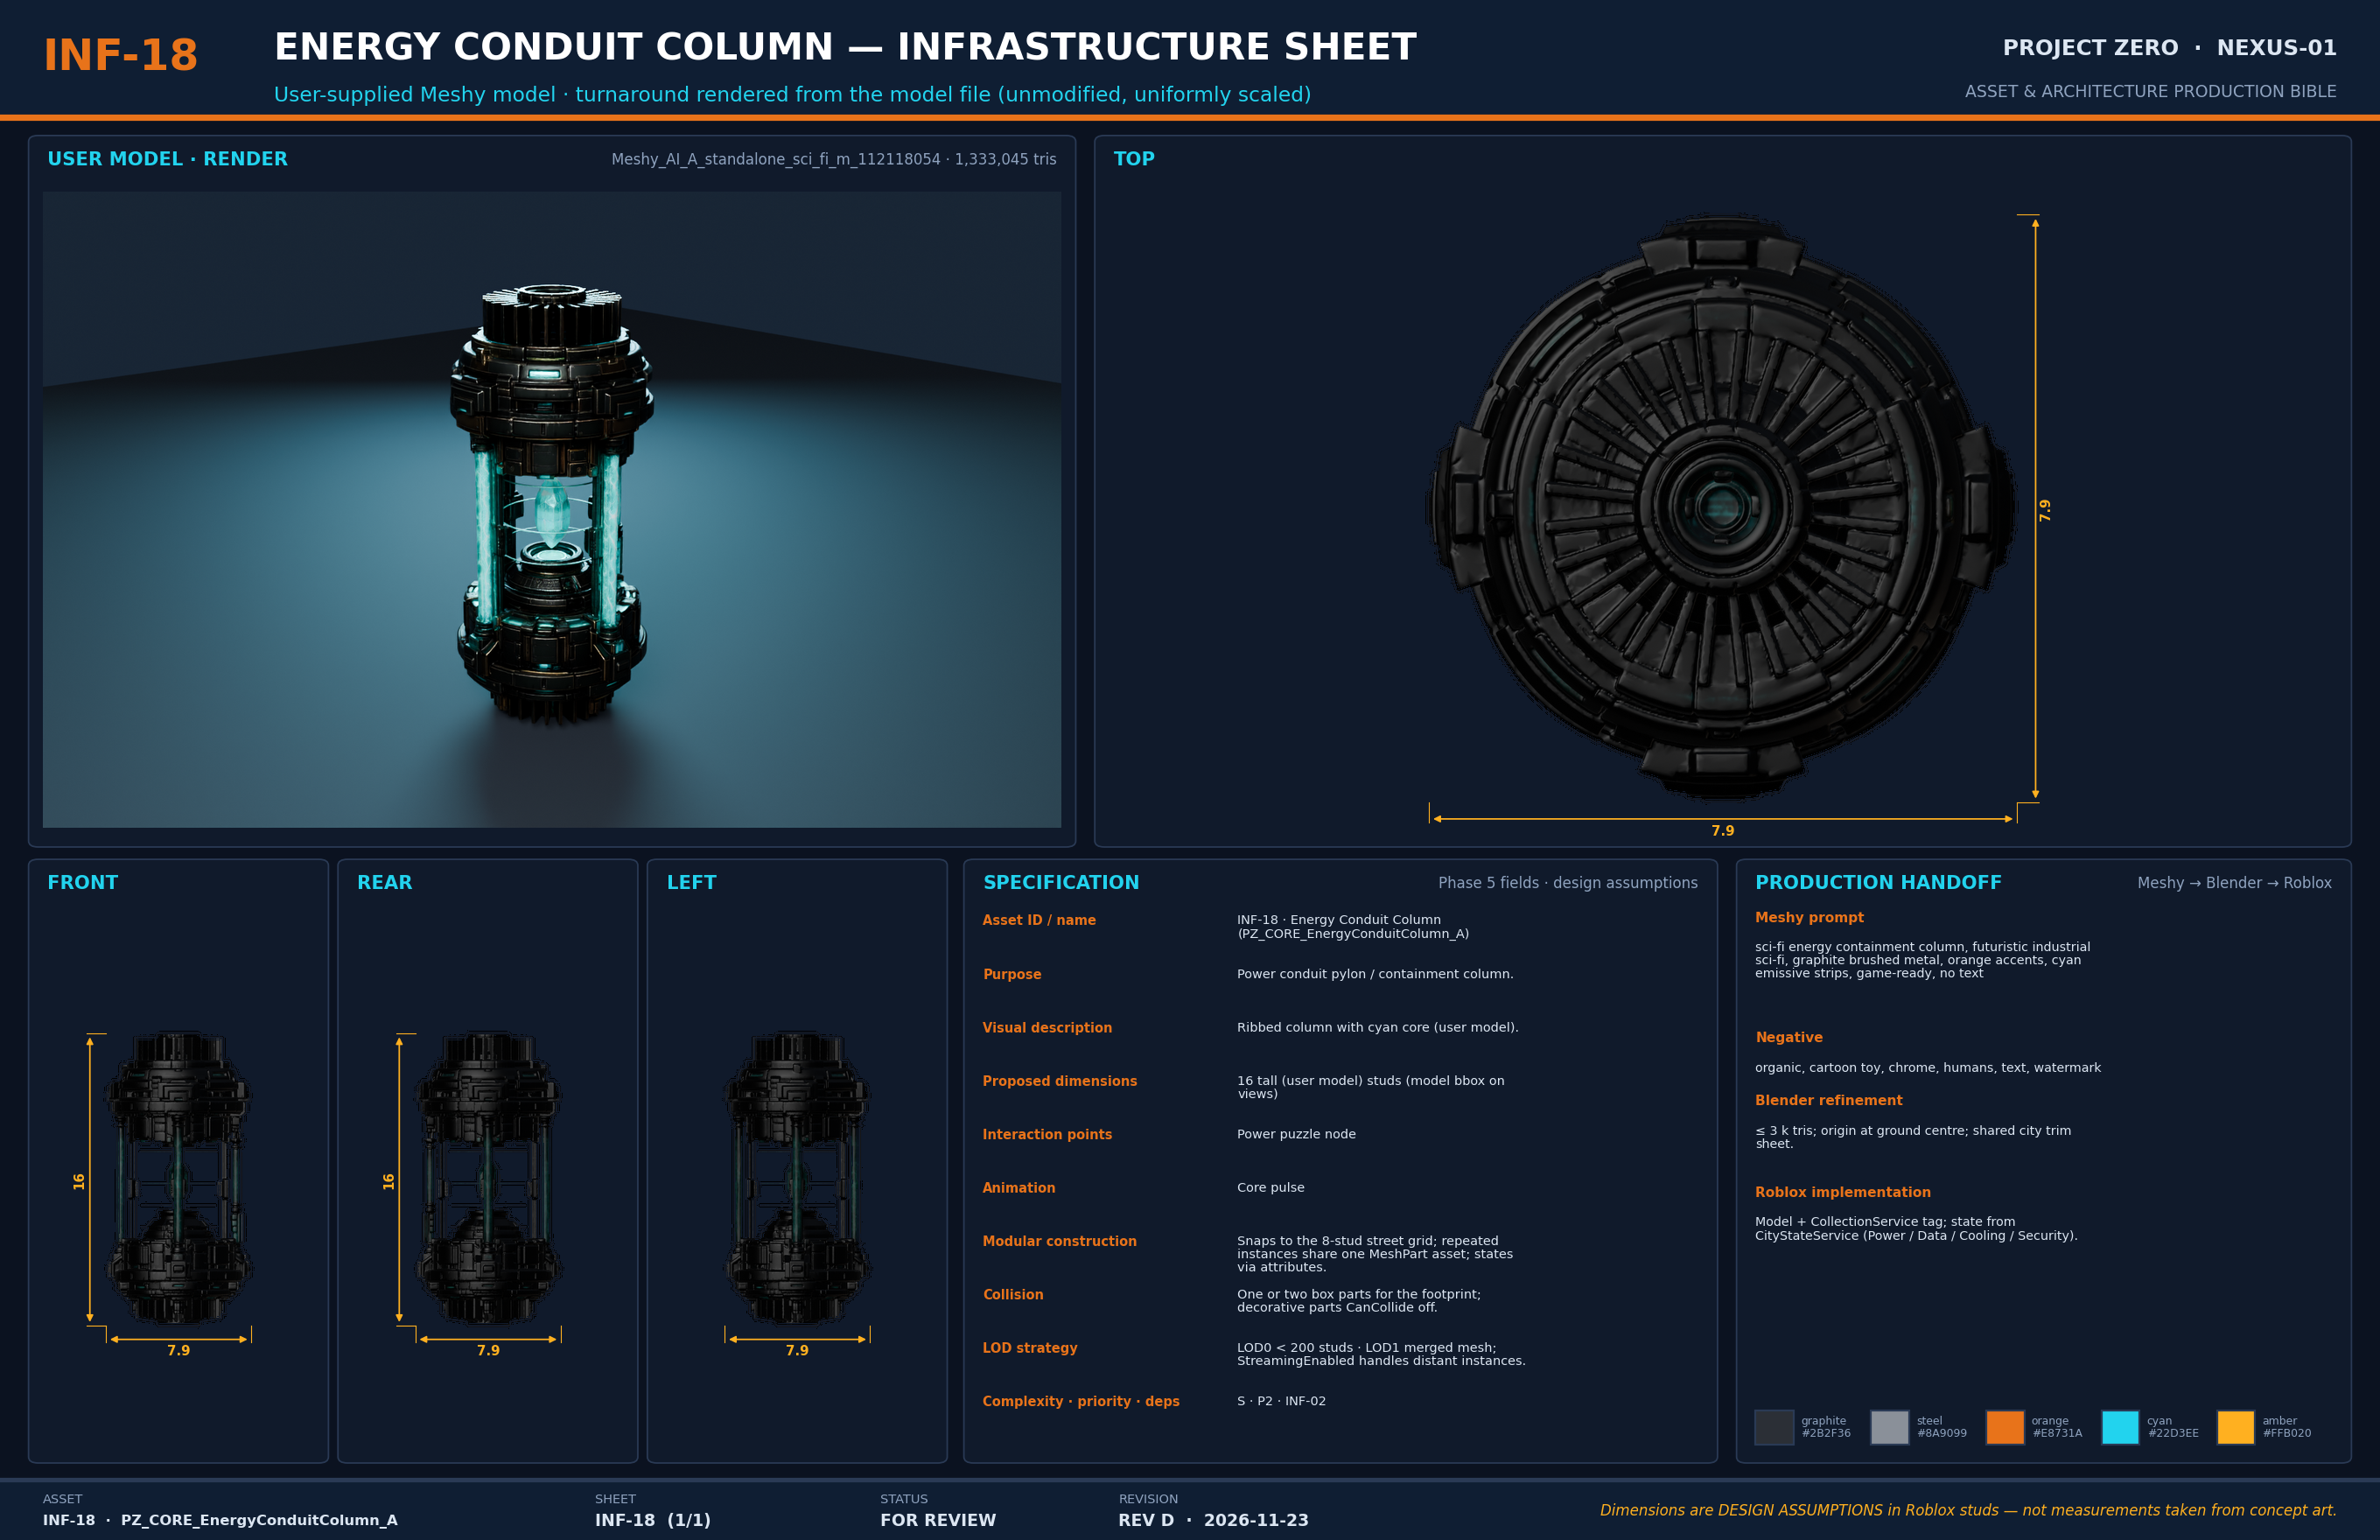 INF-18
ENERGY CONDUIT COLUMN — INFRASTRUCTURE SHEET
User-supplied Meshy model · turnaround rendered from the model file (unmodified, uniformly scaled)
PROJECT ZERO · NEXUS-01
ASSET & ARCHITECTURE PRODUCTION BIBLE
USER MODEL · RENDER
Meshy_AI_A_standalone_sci_fi_m_112118054 · 1,333,045 tris
TOP
7.9
7.9
FRONT
16
7.9
REAR
16
7.9
LEFT
7.9
SPECIFICATION
Phase 5 fields · design assumptions
Asset ID / name
INF-18 · Energy Conduit Column
(PZ_CORE_EnergyConduitColumn_A)
Purpose
Power conduit pylon / containment column.
Visual description
Ribbed column with cyan core (user model).
Proposed dimensions
16 tall (user model) studs (model bbox on
views)
Interaction points
Power puzzle node
Animation
Core pulse
Modular construction
Snaps to the 8-stud street grid; repeated
instances share one MeshPart asset; states
via attributes.
Collision
One or two box parts for the footprint;
decorative parts CanCollide off.
LOD strategy
LOD0 < 200 studs · LOD1 merged mesh;
StreamingEnabled handles distant instances.
Complexity · priority · deps
S · P2 · INF-02
PRODUCTION HANDOFF
Meshy → Blender → Roblox
Meshy prompt
sci-fi energy containment column, futuristic industrial
sci-fi, graphite brushed metal, orange accents, cyan
emissive strips, game-ready, no text
Negative
organic, cartoon toy, chrome, humans, text, watermark
Blender refinement
≤ 3 k tris; origin at ground centre; shared city trim
sheet.
Roblox implementation
Model + CollectionService tag; state from
CityStateService (Power / Data / Cooling / Security).
graphite
#2B2F36
steel
#8A9099
orange
#E8731A
cyan
#22D3EE
amber
#FFB020
ASSET
INF-18 · PZ_CORE_EnergyConduitColumn_A
SHEET
INF-18 (1/1)
STATUS
FOR REVIEW
REVISION
REV D · 2026-11-23
Dimensions are DESIGN ASSUMPTIONS in Roblox studs — not measurements taken from concept art.